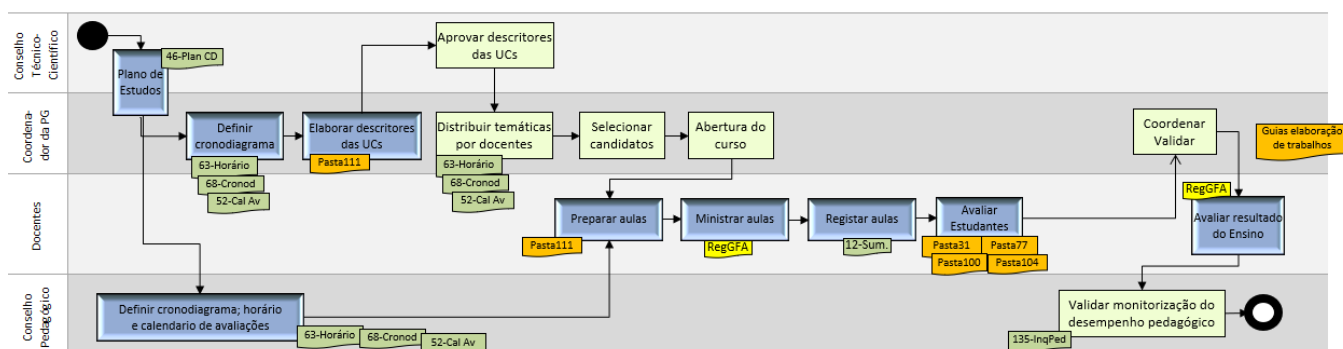 Conselho
Técnico-
Científico
46-Plan CD
Plano de
Estudos
Aprovar descritores
das UCs
Coordena-
dor da PG
Definir
cronodiagrama
63-Horário
68-Cronod
52-Cal Av
Elaborar descritores
das UCs
Pasta111
Distribuir temáticas
por docentes
63-Horário
68-Cronod
52-Cal Av
Selecionar
candidatos
Abertura do
curso
Coordenar
Validar
Guias elaboração
de trabalhos
Docentes
Preparar aulas
Pasta111
Ministrar aulas
RegGFA
Registar aulas
12-Sum.
Avaliar
Estudantes
Pasta31
Pasta77
Pasta100
Pasta104
RegGFA
Avaliar resultado
do Ensino
Conselho
Pedagógico
Definir cronodiagrama; horário
e calendario de avaliações
63-Horário
68-Cronod
52-Cal Av
Validar monitorização do
desempenho pedagógico
135-InqPed